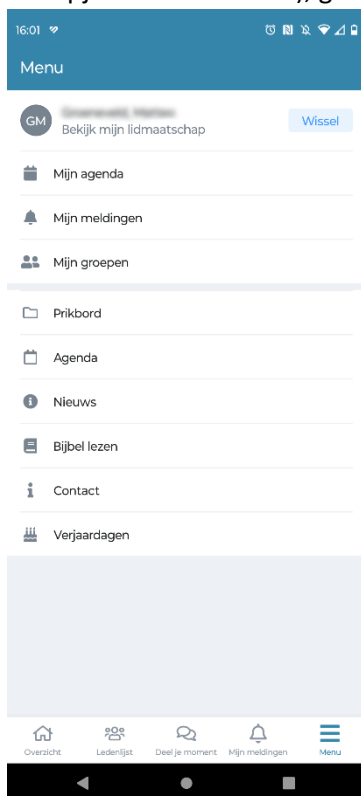 16:01
Menu
GM
Bekijk mijn lidmaatschap
Wissel
Mijn agenda
Mijn meldingen
Mijn groepen
Prikbord
Agenda
Nieuws
Bijbel lezen
Contact
Verjaardagen
Overzicht
Ledenlijst
Deel je moment
Mijn meldingen
Menu